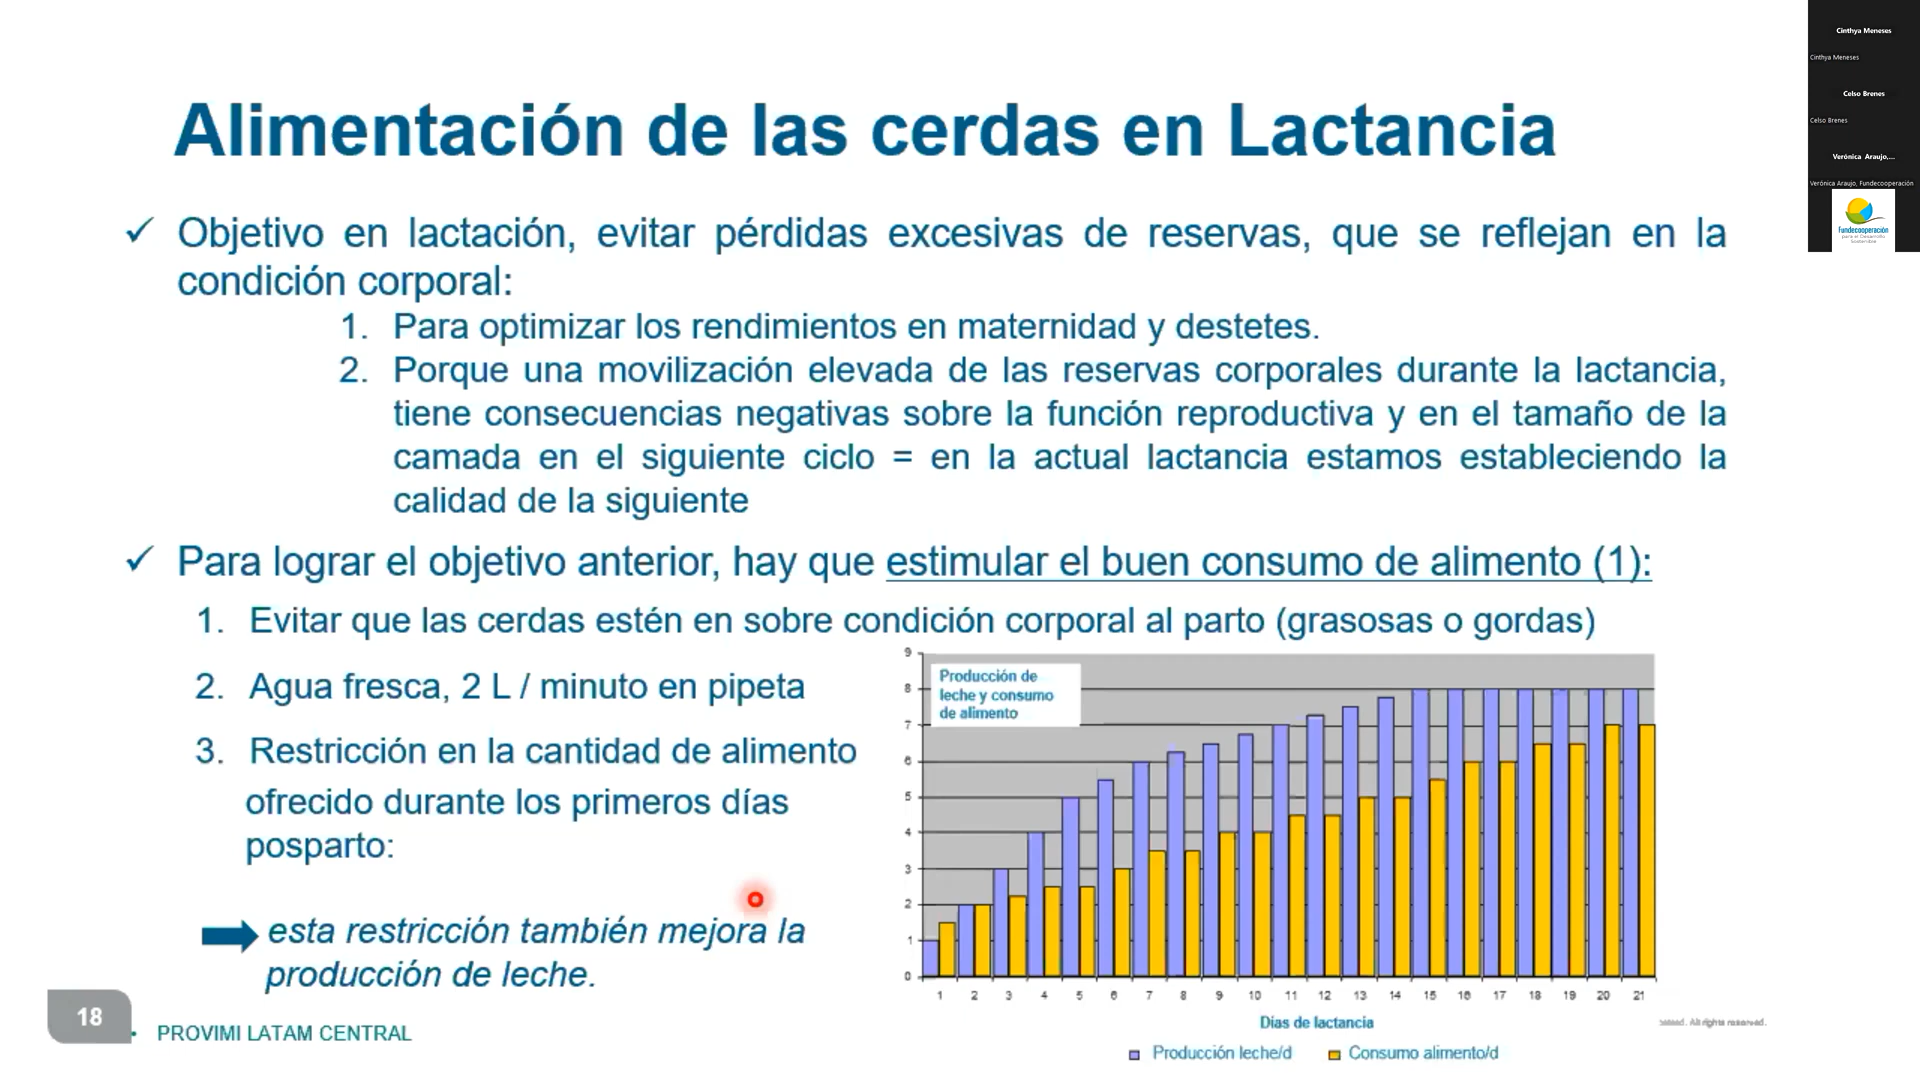 Alimentación de las cerdas en Lactancia
✓ Objetivo en lactación, evitar pérdidas excesivas de reservas, que se reflejan en la
condición corporal:
1. Para optimizar los rendimientos en maternidad y destetes.
2. Porque una movilización elevada de las reservas corporales durante la lactancia,
tiene consecuencias negativas sobre la función reproductiva y en el tamaño de la
camada en el siguiente ciclo = en la actual lactancia estamos estableciendo la
calidad de la siguiente
✓ Para lograr el objetivo anterior, hay que estimular el buen consumo de alimento (1):
1. Evitar que las cerdas estén en sobre condición corporal al parto (grasosas o gordas)
2. Agua fresca, 2 L / minuto en pipeta
3. Restricción en la cantidad de alimento
ofrecido durante los primeros días
posparto:
esta restricción también mejora la
producción de leche.
18
• PROVIMI LATAM CENTRAL
Producción de
leche y consumo
de alimento
9
8
7
6
5
4
3
2
1
0
1 2 3 4 5 6 7 8 9 10 11 12 13 14 15 16 17 18 19 20 21
Dias de lactancia
Producción leche/d Consumo alimento/d
. All rights reserved.
Cinthya Meneses
Cinthya Meneses
Celso Brenes
Celso Brenes
Verónica Araujo,...
Verónica Araujo, Fundecooperación
Fundecooperación
para el Desarrollo
Sostenible